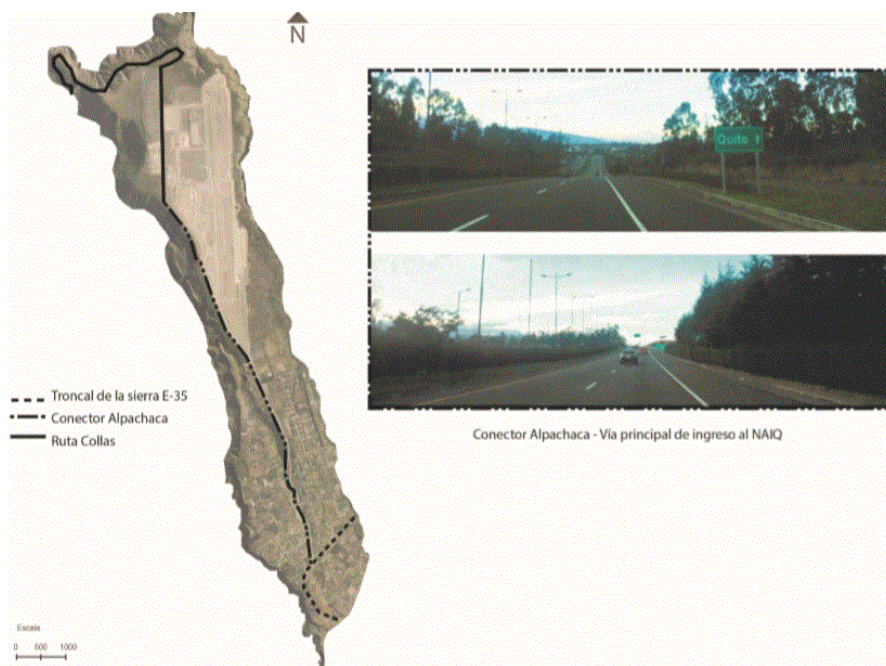 N
Quito
Troncal de la sierra E-35
Conector Alpachaca
Ruta Collas
Conector Alpachaca - Vía principal de ingreso al NAIQ
Escala
0 500 1000